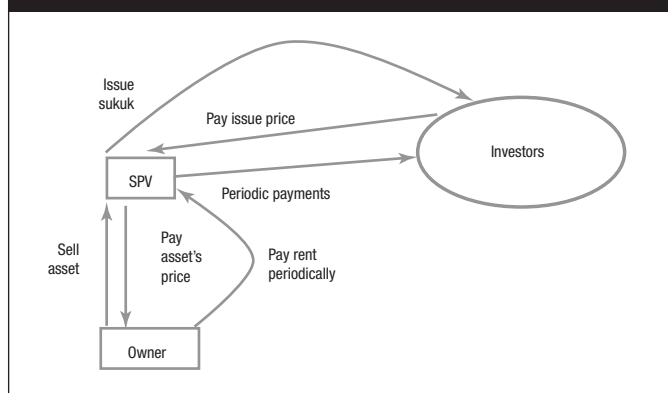 Issue
sukuk
Pay issue price
Investors
SPV
Periodic payments
Sell
asset
Pay
asset's
price
Pay rent
periodically
Owner